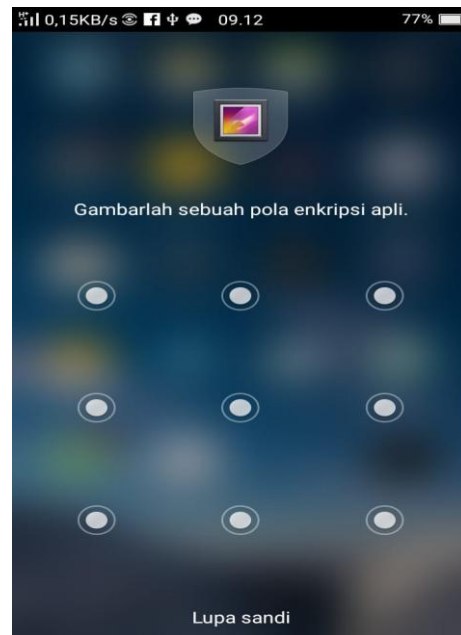 0,15KB/s 09.12 77%
Gambarlah sebuah pola enkripsi apli.
Lupa sandi